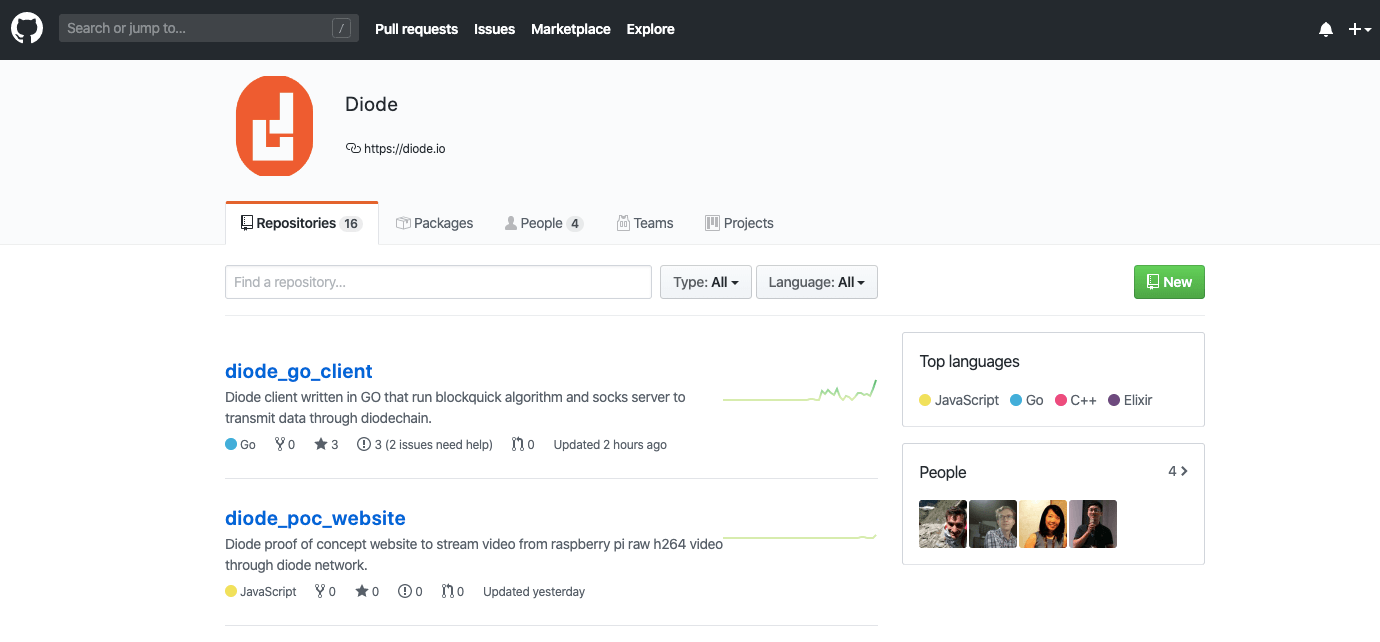 Search or jump to... /
Pull requests Issues Marketplace Explore
Diode
https://diode.io
Repositories 16 Packages People 4 Teams Projects
Find a repository... Type: All Language: All New
diode_go_client
Diode client written in GO that run blockquick algorithm and socks server to
transmit data through diodechain.
Go 0 3 3 (2 issues need help) 0 Updated 2 hours ago
diode_poc_website
Diode proof of concept website to stream video from raspberry pi raw h264 video
through diode network.
JavaScript 0 0 0 0 Updated yesterday
Top languages
JavaScript Go C++ Elixir
People 4